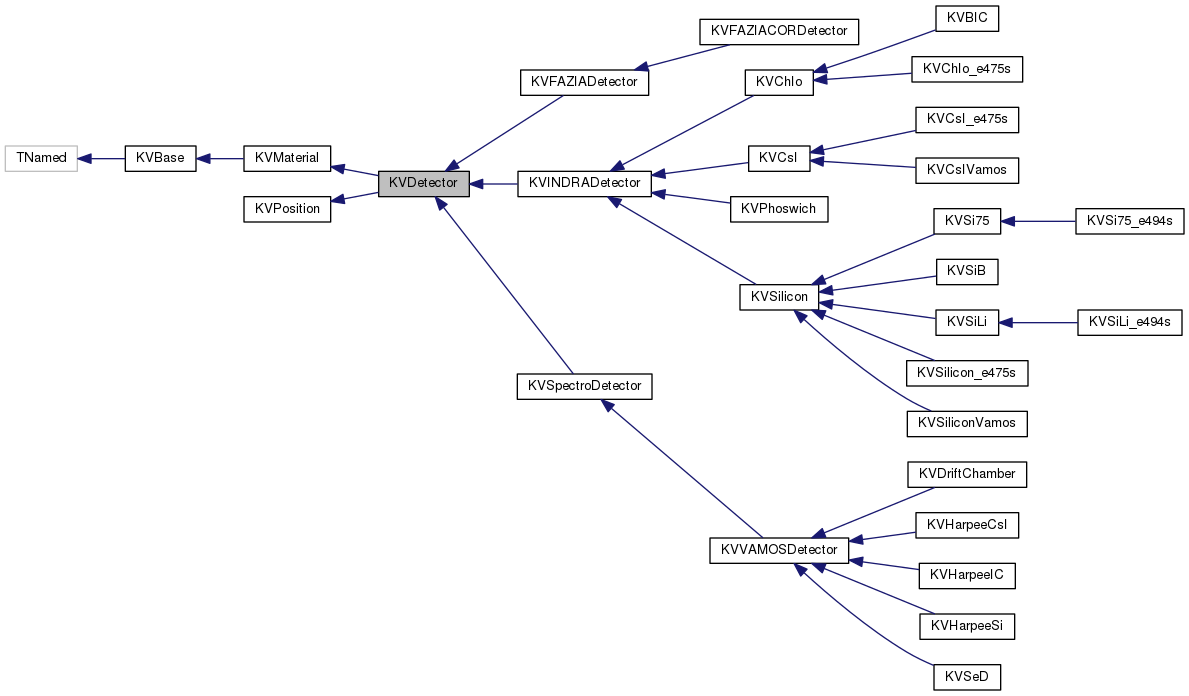 KVBIC
KVFAZIACORDetector
KVChIo_e475s
KVFAZIADetector
KVChIo
KVCsI_e475s
TNamed
KVBase
KVMaterial
KVCsI
KVCsIVamos
KVDetector
KVINDRADetector
KVPosition
KVPhoswich
KVSi75
KVSi75_e494s
KVSiB
KVSilicon
KVSiLi
KVSiLi_e494s
KVSilicon_e475s
KVSpectroDetector
KVSiliconVamos
KVDriftChamber
KVHarpeeCsI
KVVAMOSDetector
KVHarpeeIC
KVHarpeeSi
KVSeD